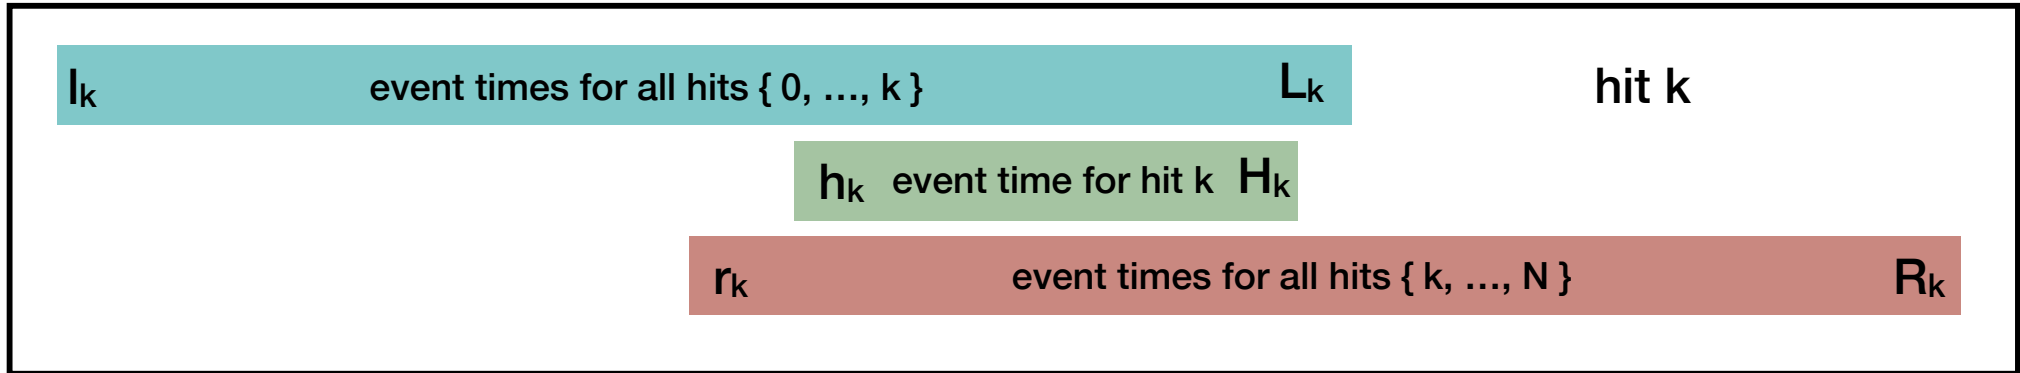 lk event times for all hits { 0, ..., k } Lk hit k
hk event time for hit k Hk
rk event times for all hits { k, ..., N } Rk